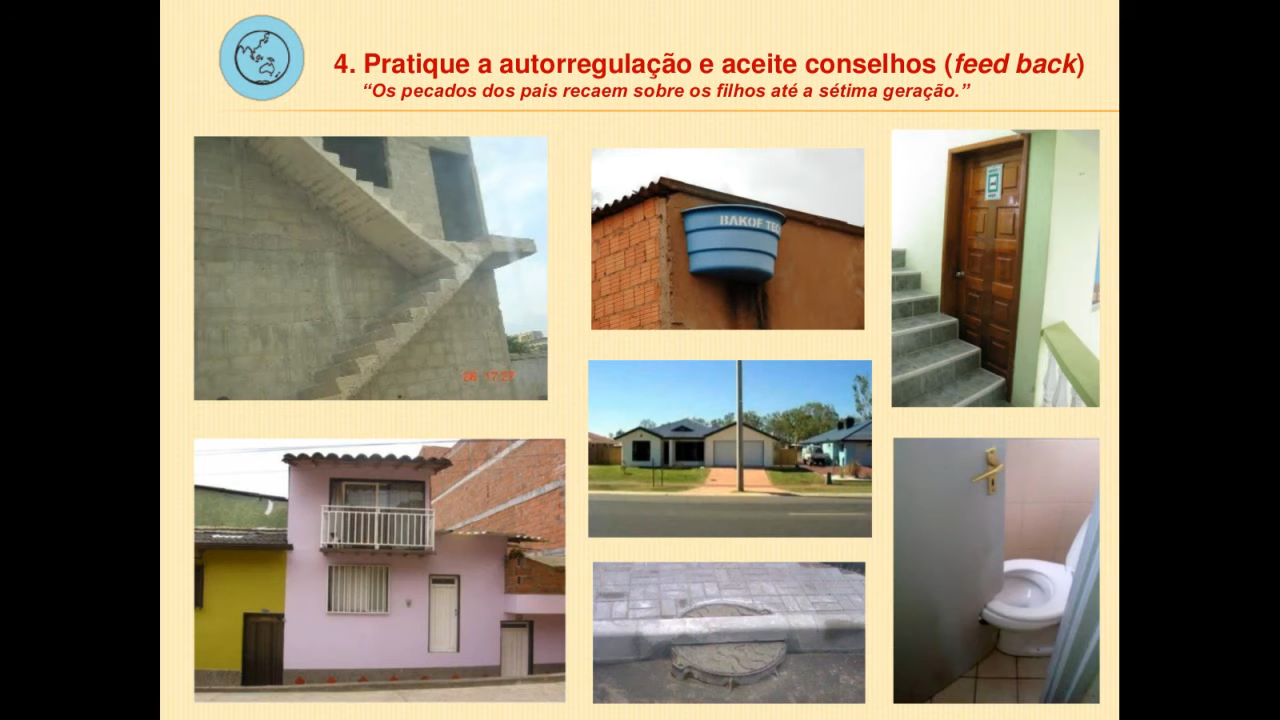 4. Pratique a autorregulação e aceite conselhos (feed back)
“Os pecados dos pais recaem sobre os filhos até a sétima geração.”
BAKOF TEC